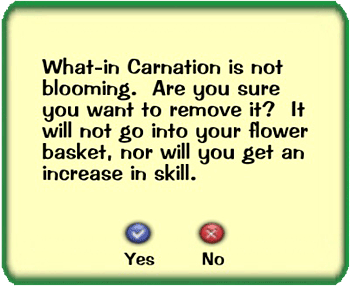 What-in Carnation is not
blooming. Are you sure
you want to remove it? It
will not go into your flower
basket, nor will you get an
increase in skill.
Yes No